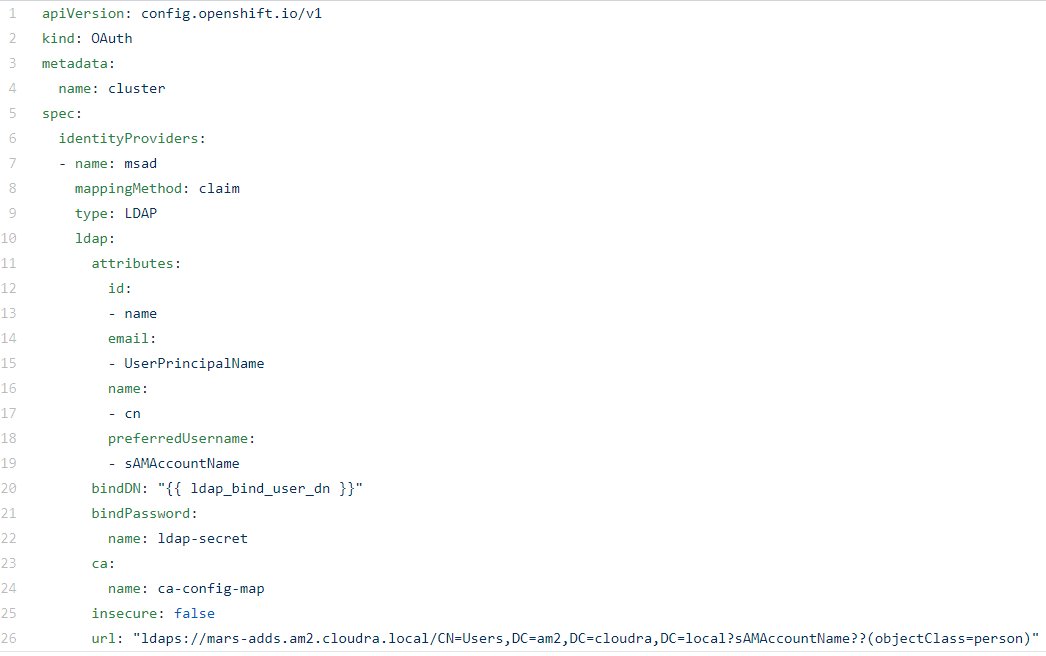 1 apiVersion: config.openshift.io/v1
2 kind: OAuth
3 metadata:
4   name: cluster
5 spec:
6   identityProviders:
7   - name: msad
8     mappingMethod: claim
9     type: LDAP
10     ldap:
11       attributes:
12         id:
13         - name
14         email:
15         - UserPrincipalName
16         name:
17         - cn
18         preferredUsername:
19         - sAMAccountName
20       bindDN: "{{ ldap_bind_user_dn }}"
21       bindPassword:
22         name: ldap-secret
23       ca:
24         name: ca-config-map
25       insecure: false
26       url: "ldaps://mars-adds.am2.cloudra.local/CN=Users,DC=am2,DC=cloudra,DC=local?sAMAccountName??(objectClass=person)"